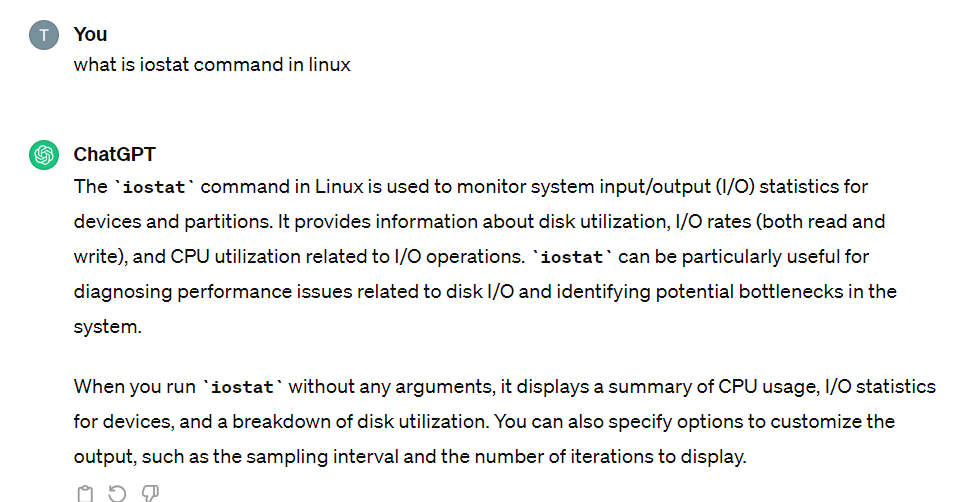 T You
what is iostat command in linux
ChatGPT
The `iostat` command in Linux is used to monitor system input/output (I/O) statistics for
devices and partitions. It provides information about disk utilization, I/O rates (both read and
write), and CPU utilization related to I/O operations. `iostat` can be particularly useful for
diagnosing performance issues related to disk I/O and identifying potential bottlenecks in the
system.
When you run `iostat` without any arguments, it displays a summary of CPU usage, I/O statistics
for devices, and a breakdown of disk utilization. You can also specify options to customize the
output, such as the sampling interval and the number of iterations to display.